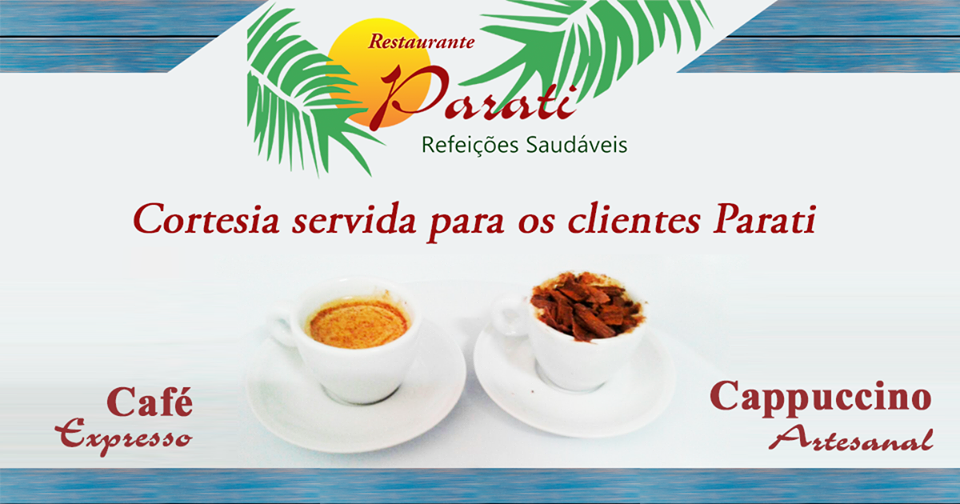 Restaurante
Parati
Refeições Saudáveis
Cortesia servida para os clientes Parati
Café
Expresso
Cappuccino
Artesanal